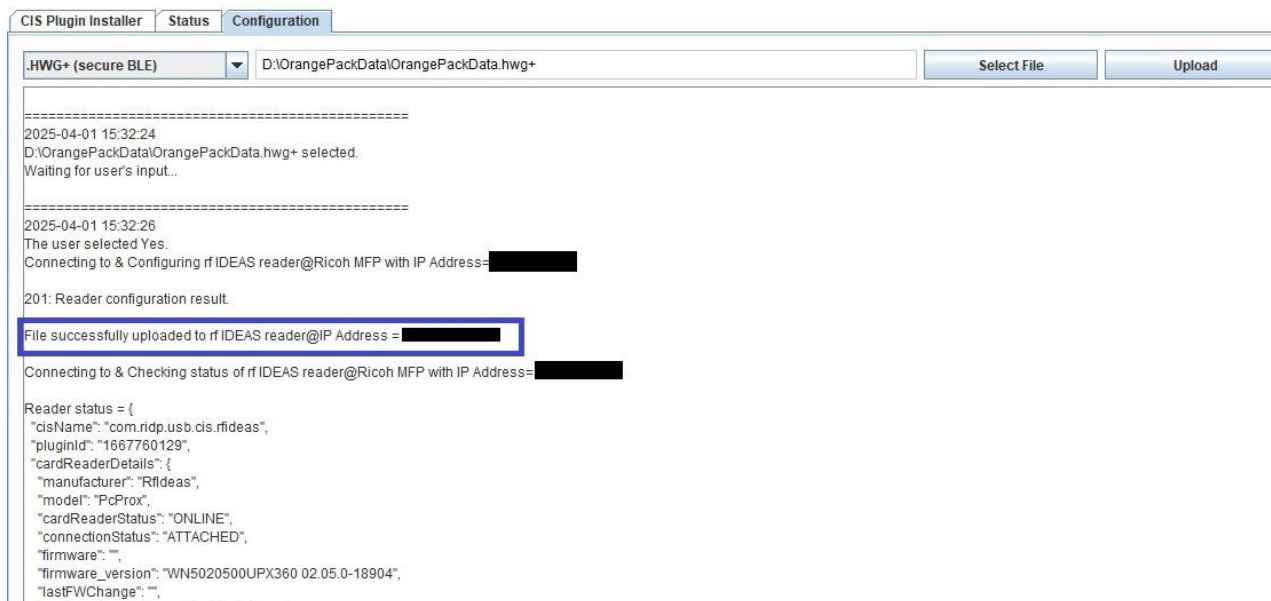 CIS Plugin Installer Status Configuration
.HWG+ (secure BLE) D:\OrangePackData\OrangePackData.hwg+ Select File Upload
================================================
2025-04-01 15:32:24
D:\OrangePackData\OrangePackData.hwg+ selected.
Waiting for user's input...
================================================
2025-04-01 15:32:26
The user selected Yes.
Connecting to & Configuring rf IDEAS reader@Ricoh MFP with IP Address=
201: Reader configuration result.
File successfully uploaded to rf IDEAS reader@IP Address =
Connecting to & Checking status of rf IDEAS reader@Ricoh MFP with IP Address=
Reader status = {
"cisName": "com.ridp.usb.cis.rfideas",
"pluginId": "1667760129",
"cardReaderDetails": {
"manufacturer": "RfIdeas",
"model": "PcProx",
"cardReaderStatus": "ONLINE",
"connectionStatus": "ATTACHED",
"firmware": "",
"firmware_version": "WN5020500UPX360 02.05.0-18904",
"lastFWChange": "",